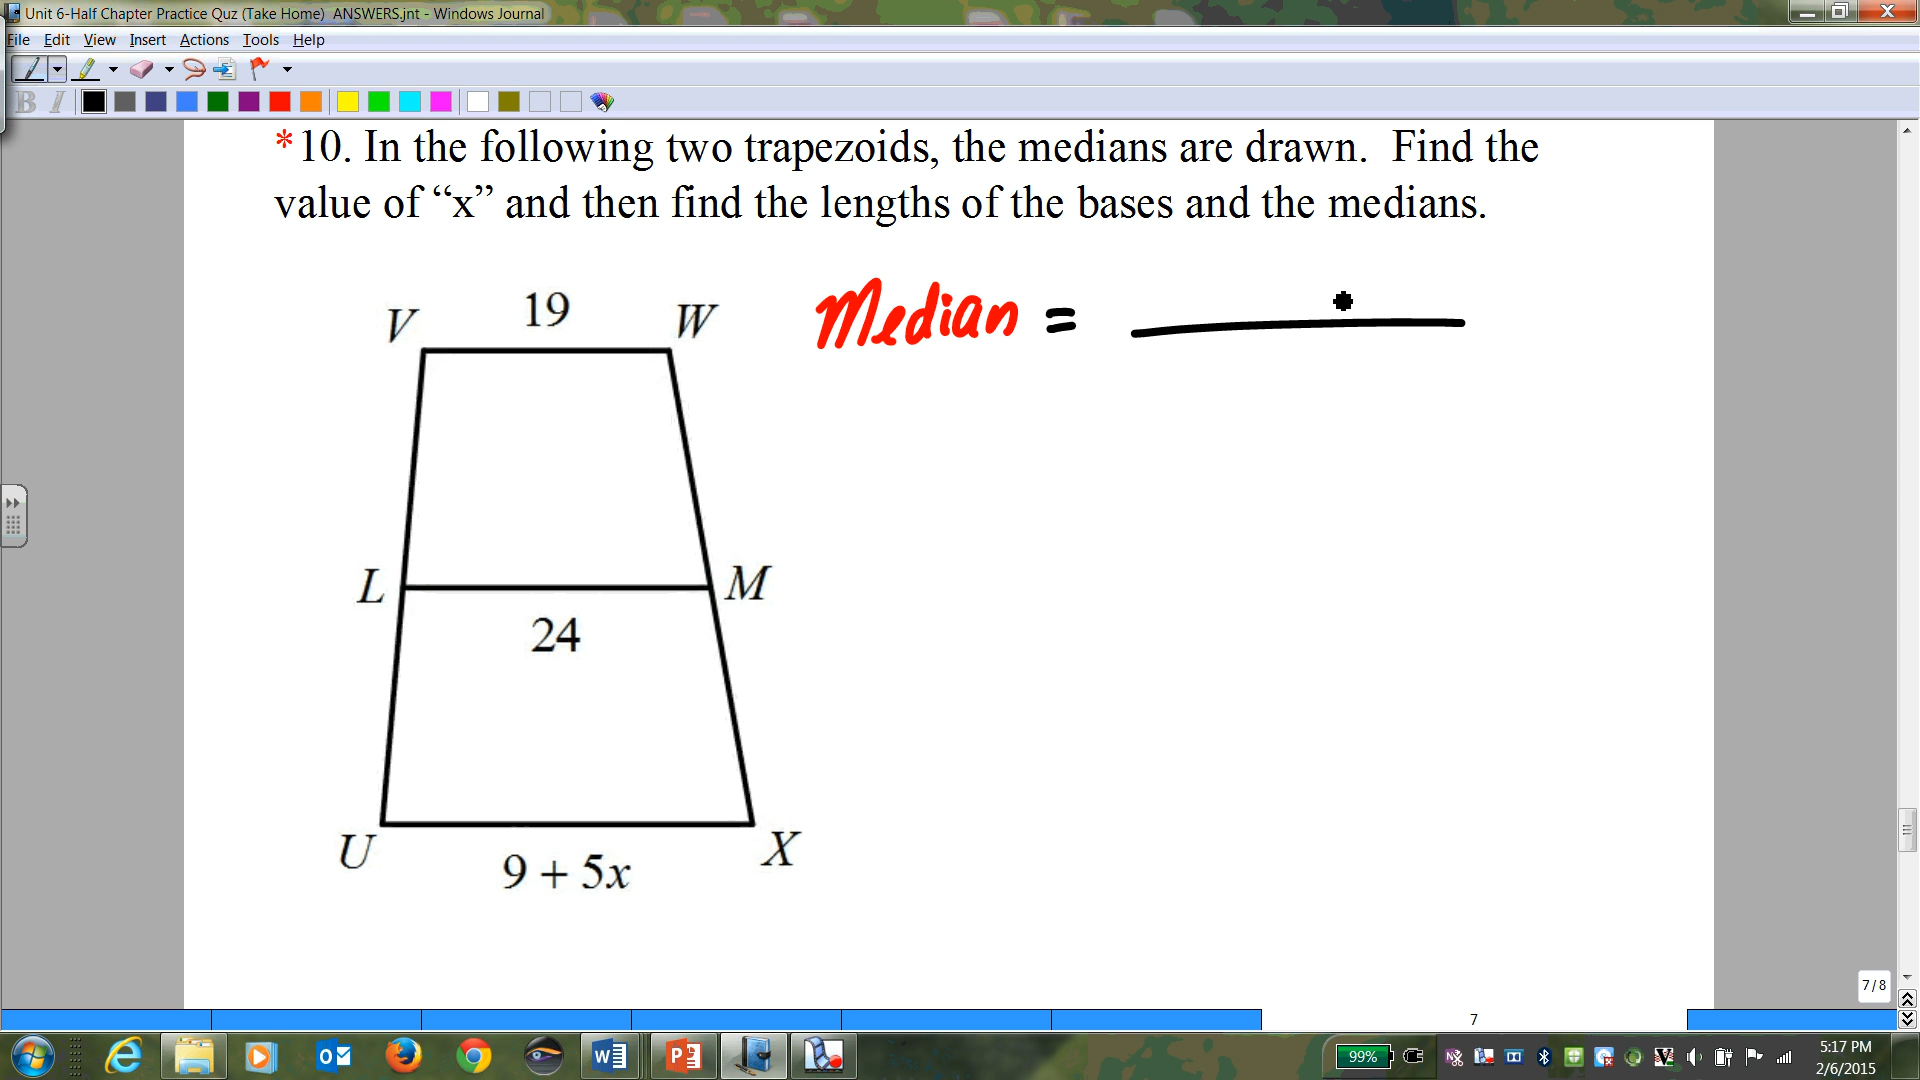 Unit 6-Half Chapter Practice Quz (Take Home)  ANSWERS.jnt - Windows Journal
File Edit View Insert Actions Tools Help
B I
*10. In the following two trapezoids, the medians are drawn.  Find the
value of “x” and then find the lengths of the bases and the medians.
V 19 W
Median =
L M
24
U X
9 + 5x
7 / 8
7
99%
5:17 PM
2/6/2015